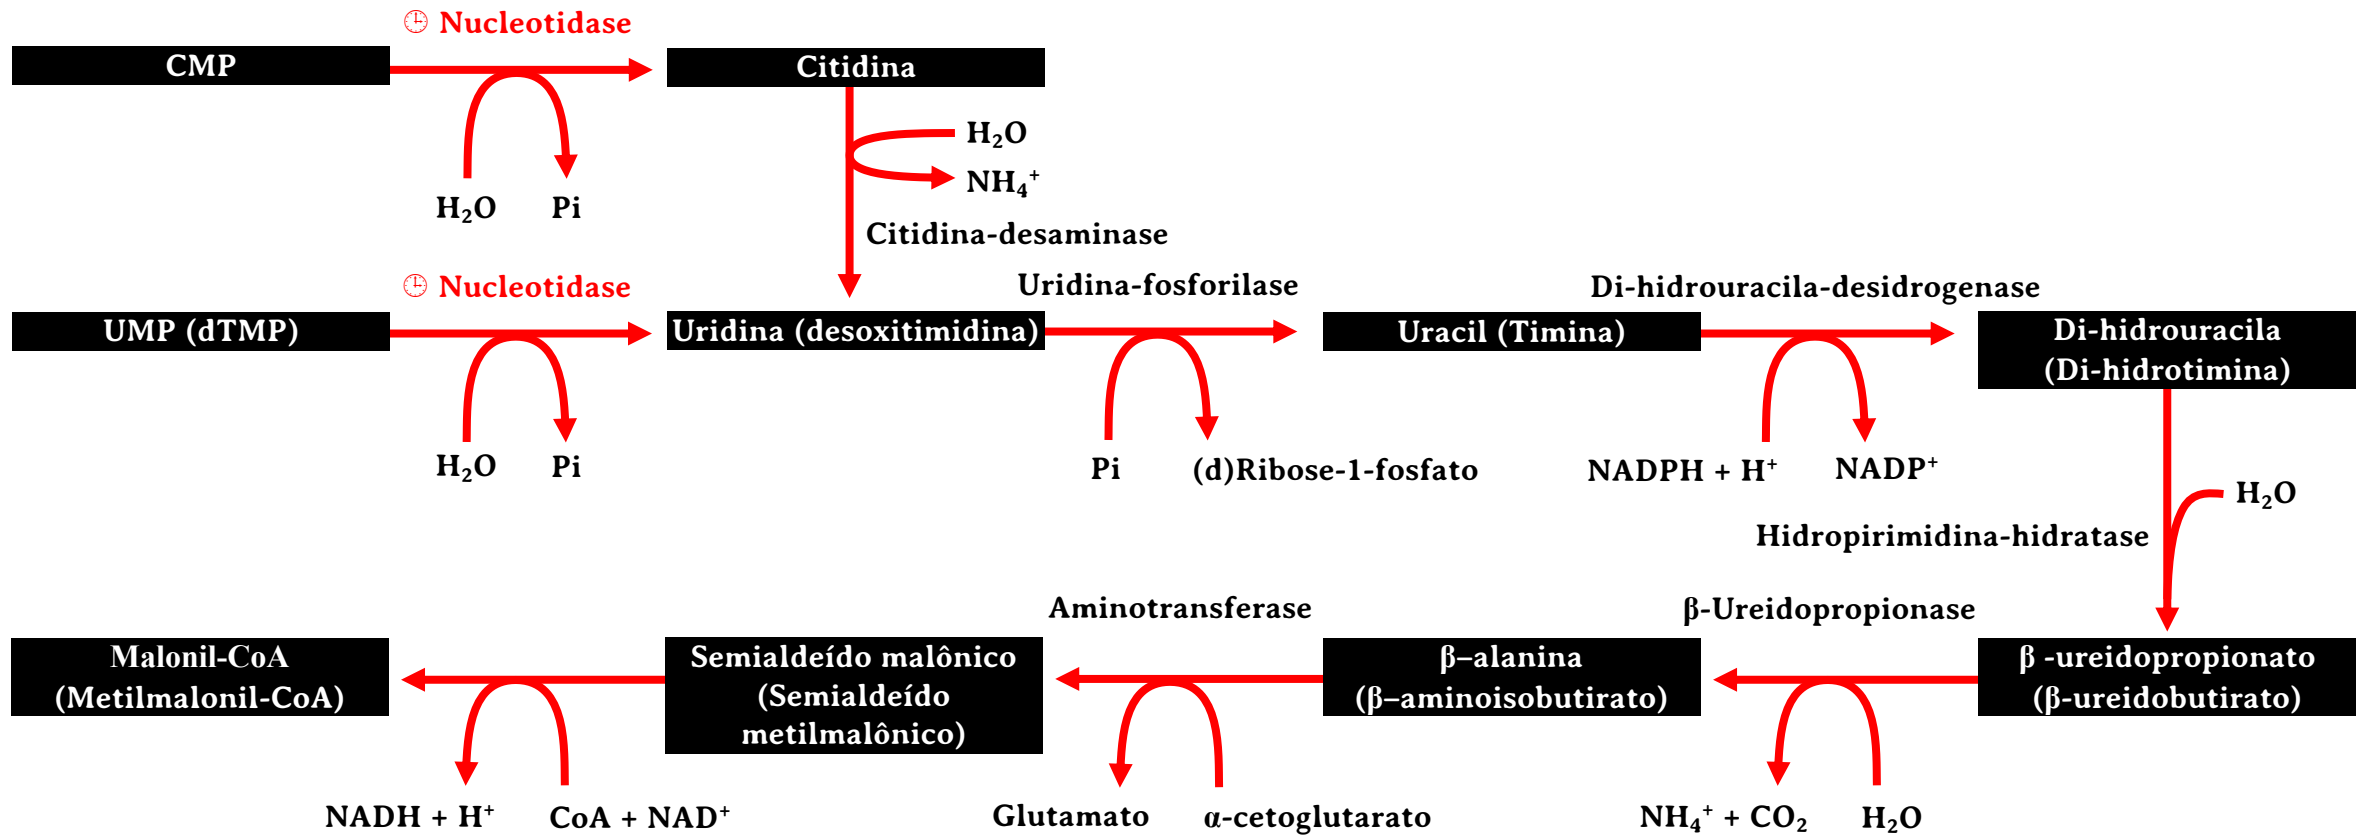 🕒 Nucleotidase
CMP
Citidina
H₂O
NH₄⁺
H₂O Pi
Citidina-desaminase
🕒 Nucleotidase
Uridina-fosforilase
Di-hidrouracila-desidrogenase
UMP (dTMP)
Uridina (desoxitimidina)
Uracil (Timina)
Di-hidrouracila
(Di-hidrotimina)
H₂O Pi
Pi (d)Ribose-1-fosfato
NADPH + H⁺ NADP⁺
H₂O
Hidropirimidina-hidratase
Aminotransferase
β-Ureidopropionase
Malonil-CoA
(Metilmalonil-CoA)
Semialdeído malônico
(Semialdeído
metilmalônico)
β–alanina
(β–aminoisobutirato)
β -ureidopropionato
(β-ureidobutirato)
NADH + H⁺ CoA + NAD⁺
Glutamato α-cetoglutarato
NH₄⁺ + CO₂ H₂O